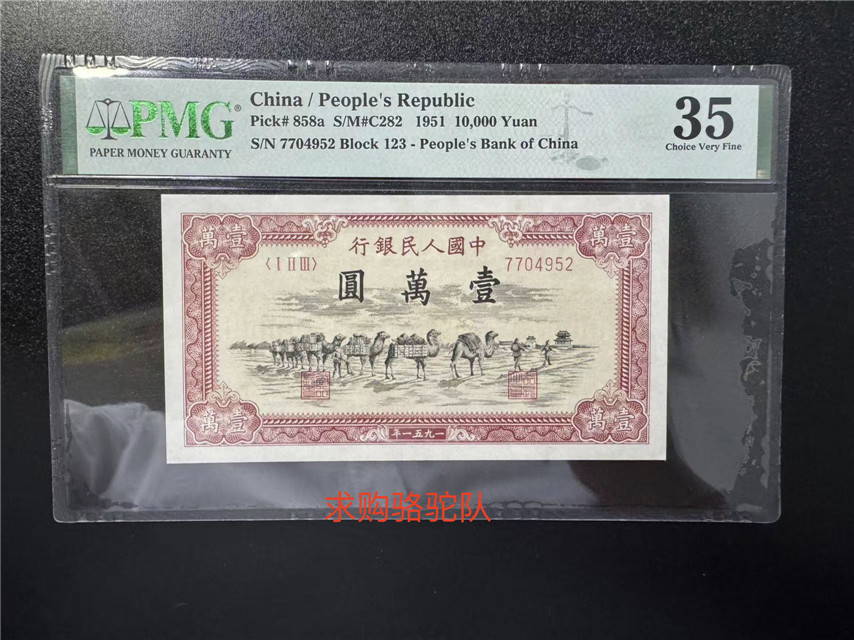 PMG®
PAPER MONEY GUARANTY
China / People's Republic
Pick# 858a S/M#C282 1951 10,000 Yuan
S/N 7704952 Block 123 - People's Bank of China
35
Choice Very Fine
萬壹
萬壹
行銀民人國中
〈I II III〉 7704952
圓萬壹
萬壹
萬壹
年一五九一
求购骆驼队